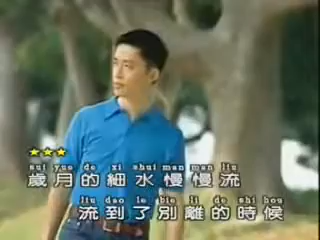 sui yue de xi shui man man liu
歲月的細水慢慢流
liu dao le bie li de shi hou
流到了別離的時候